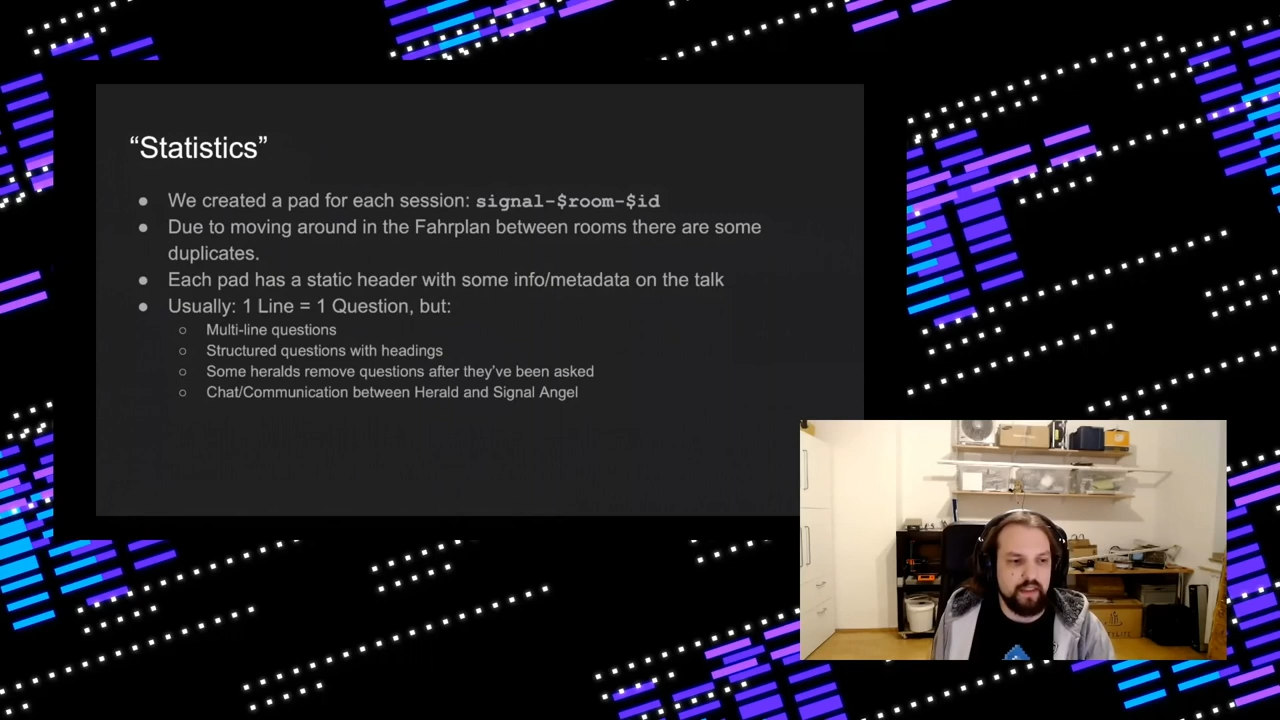 “Statistics”
● We created a pad for each session: signal-$room-$id
● Due to moving around in the Fahrplan between rooms there are some
duplicates.
● Each pad has a static header with some info/metadata on the talk
● Usually: 1 Line = 1 Question, but:
○ Multi-line questions
○ Structured questions with headings
○ Some heralds remove questions after they’ve been asked
○ Chat/Communication between Herald and Signal Angel